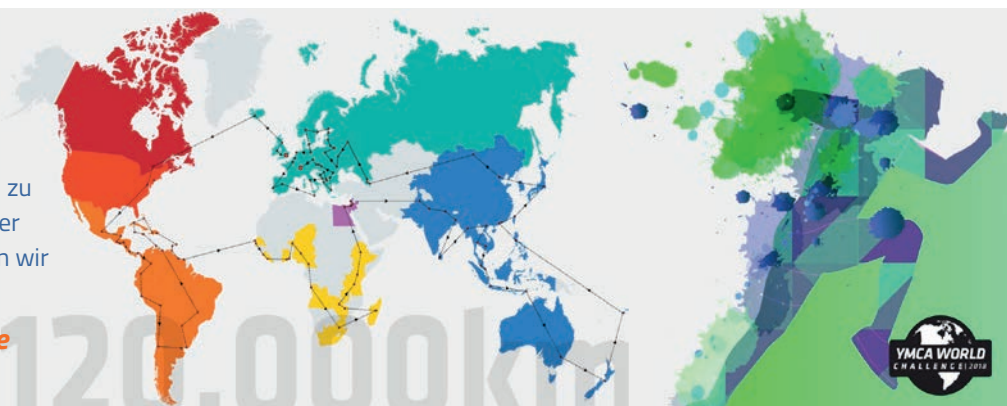 zu
er
n wir
e
120.000km
YMCA WORLD
CHALLENGE|2018